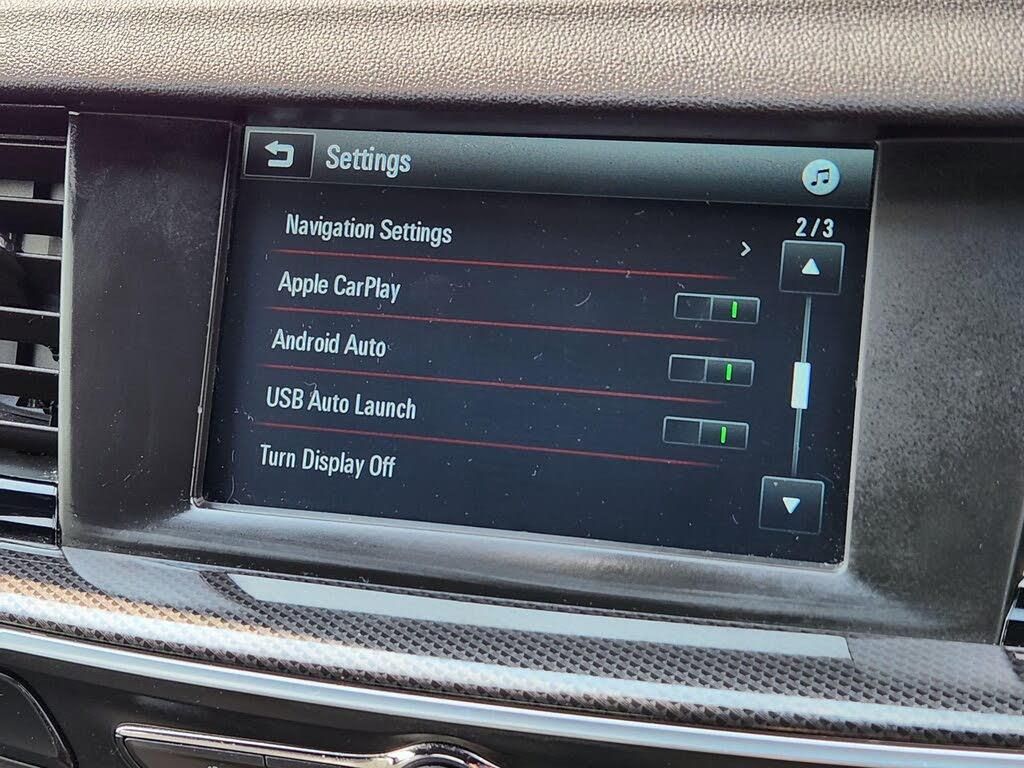 Settings
2/3
Navigation Settings
Apple CarPlay
Android Auto
USB Auto Launch
Turn Display Off